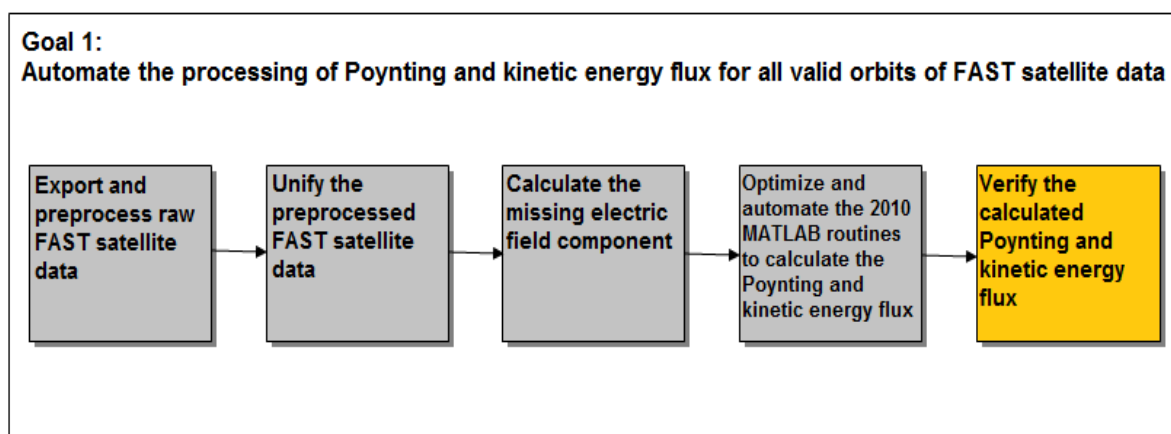 Goal 1:
Automate the processing of Poynting and kinetic energy flux for all valid orbits of FAST satellite data
Export and
preprocess raw
FAST satellite
data
Unify the
preprocessed
FAST satellite
data
Calculate the
missing electric
field component
Optimize and
automate the 2010
MATLAB routines
to calculate the
Poynting and
kinetic energy flux
Verify the
calculated
Poynting and
kinetic energy
flux